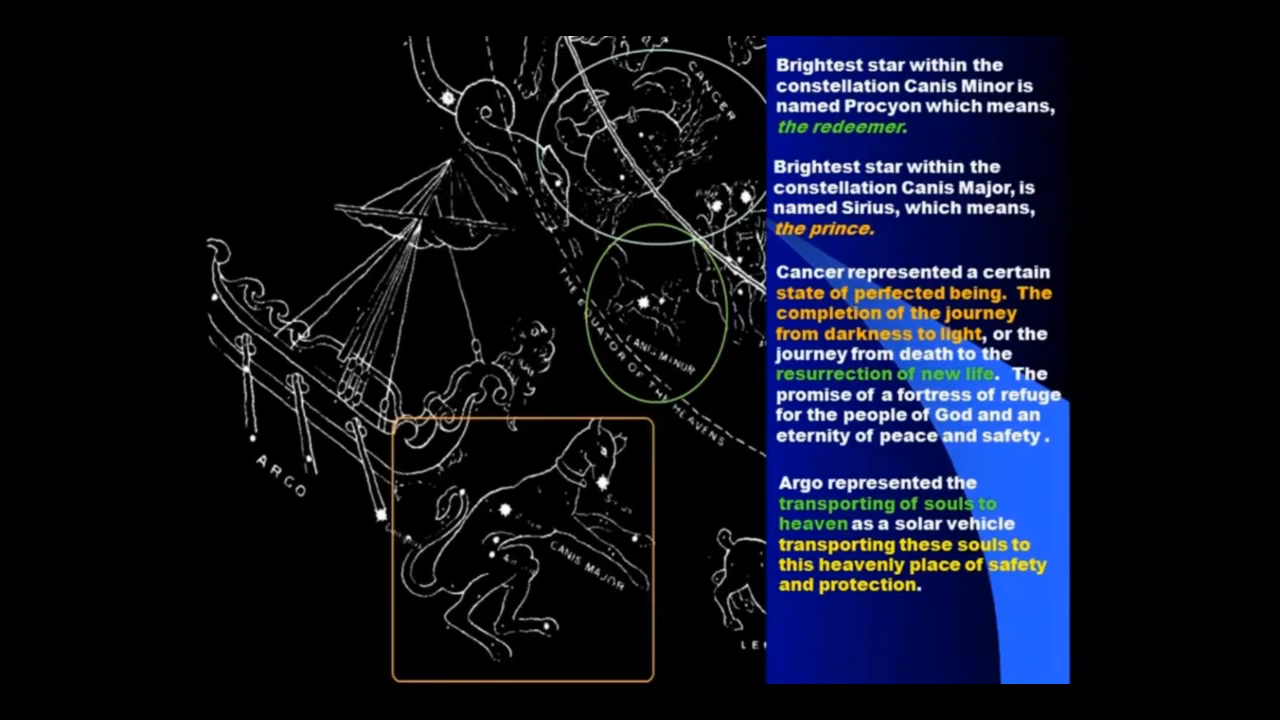 CANCER
THE EQUATOR OF THE HEAVENS
CANIS MINOR
ARGO
CANIS MAJOR
Brightest star within the
constellation Canis Minor is
named Procyon which means,
the redeemer.
Brightest star within the
constellation Canis Major, is
named Sirius, which means,
the prince.
Cancer represented a certain
state of perfected being. The
completion of the journey
from darkness to light, or the
journey from death to the
resurrection of new life. The
promise of a fortress of refuge
for the people of God and an
eternity of peace and safety .
Argo represented the
transporting of souls to
heaven as a solar vehicle
transporting these souls to
this heavenly place of safety
and protection.